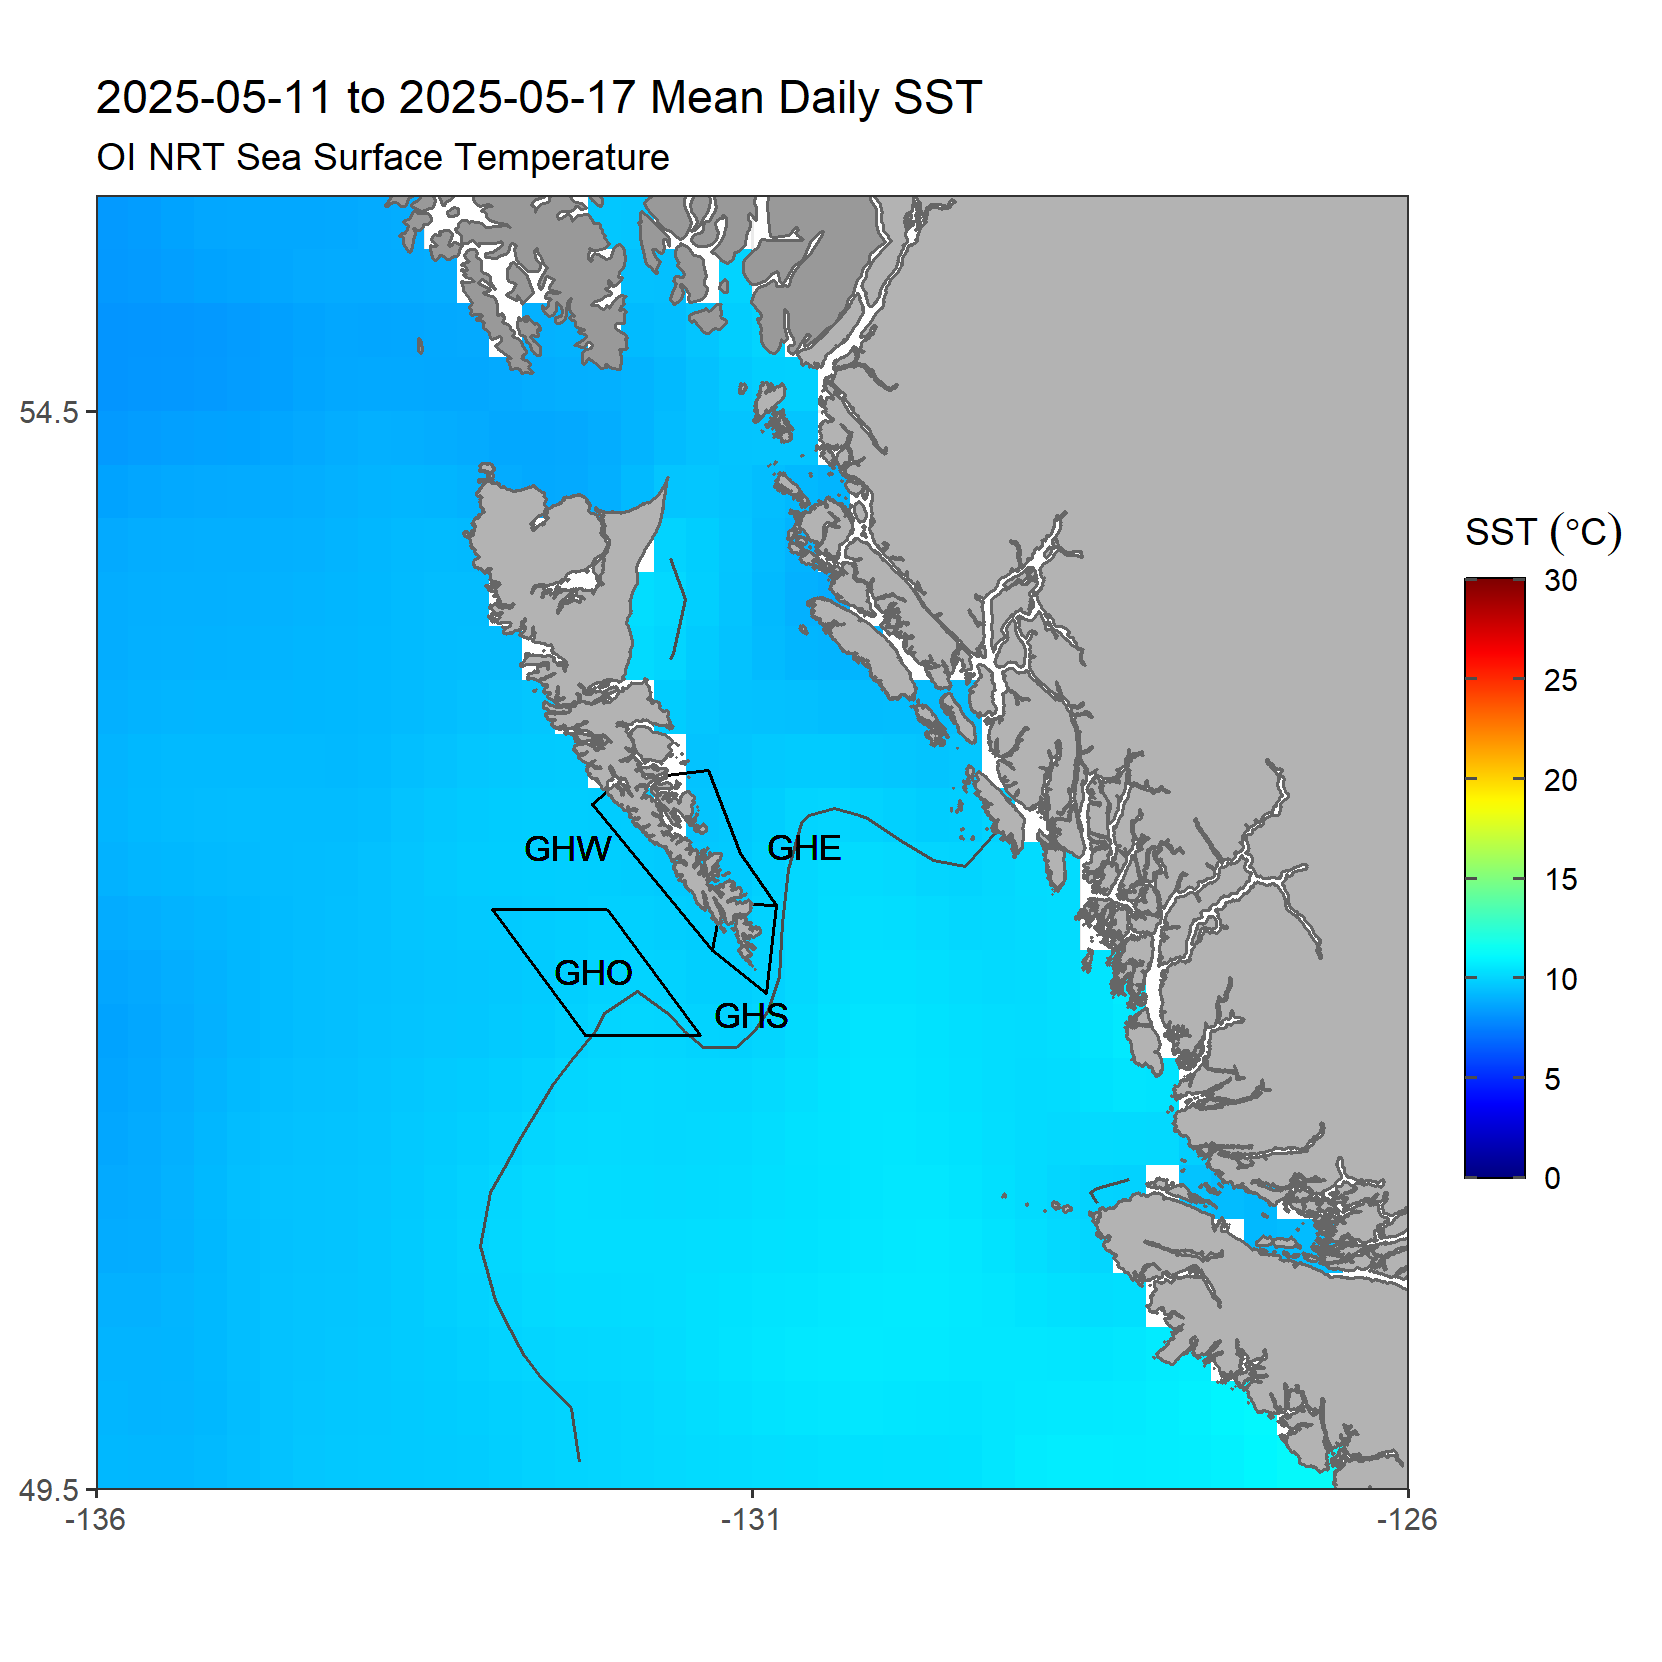 2025-05-11 to 2025-05-17 Mean Daily SST
OI NRT Sea Surface Temperature
54.5
49.5
-136
-131
-126
GHW
GHE
GHO
GHS
SST (°C)
30
25
20
15
10
5
0